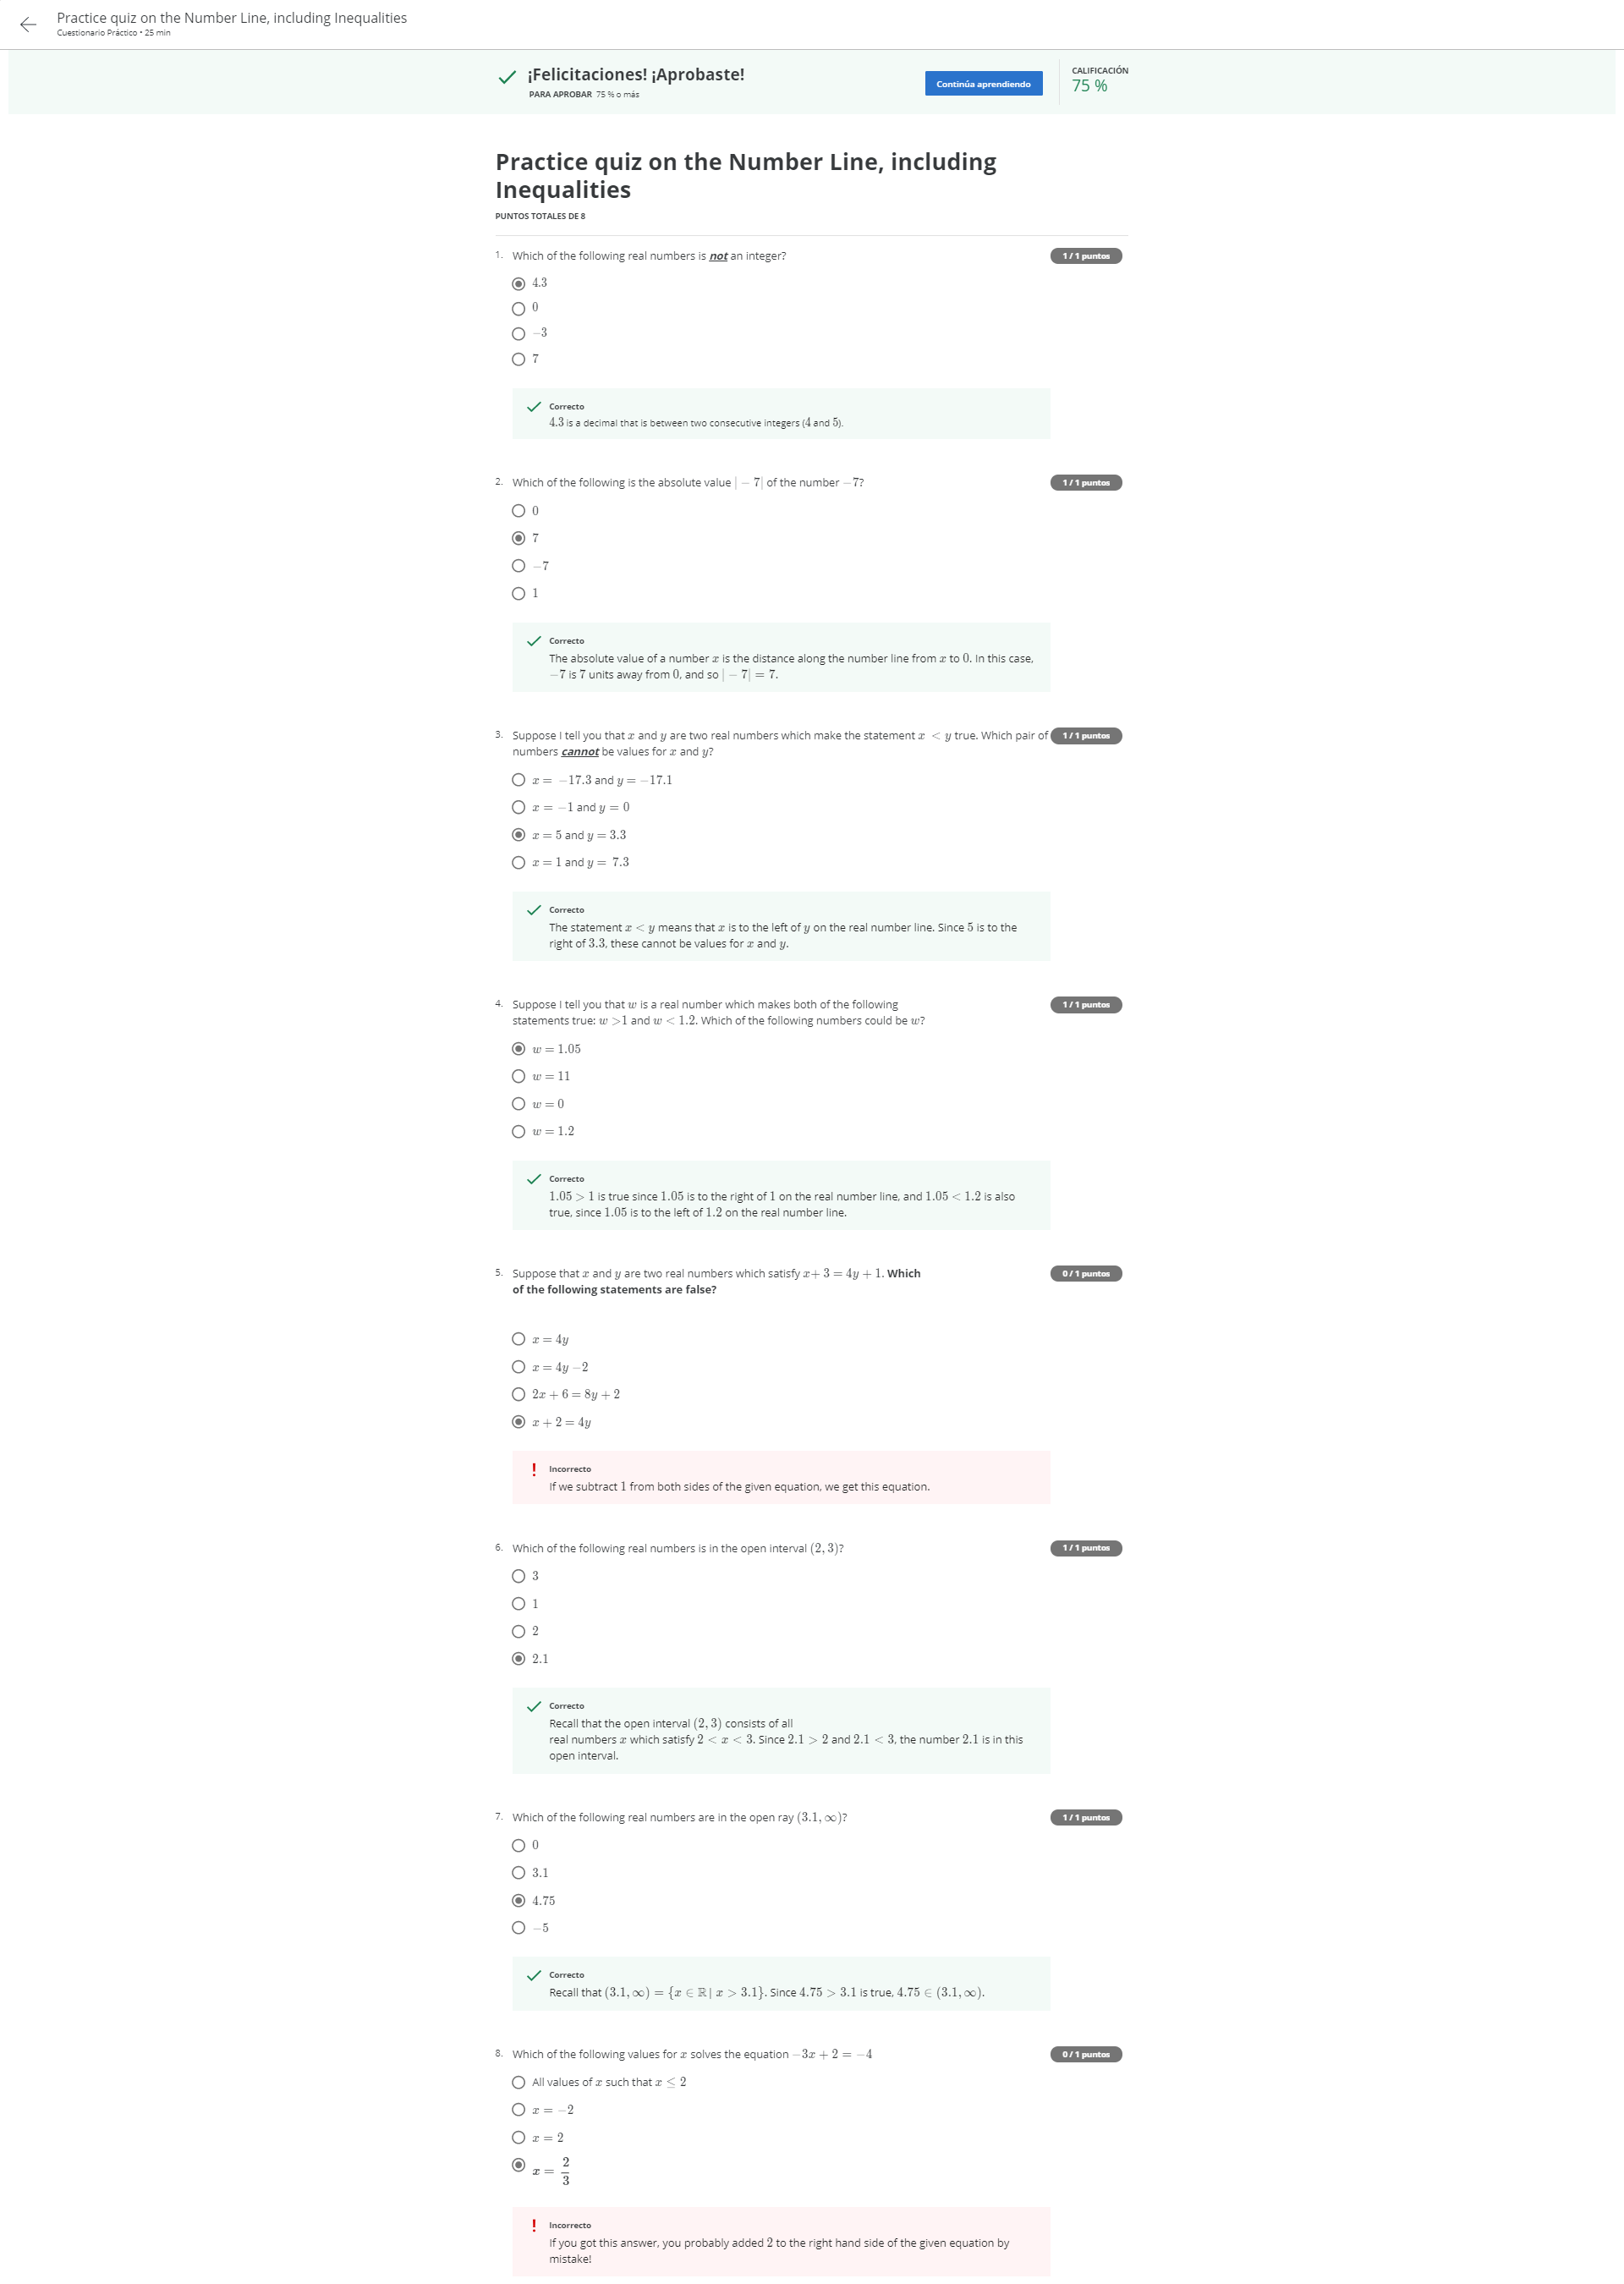 Practice quiz on the Number Line, including Inequalities
Cuestionario Práctico • 25 min
¡Felicitaciones! ¡Aprobaste!
PARA APROBAR 75 % o más
Continúa aprendiendo
CALIFICACIÓN
75 %
Practice quiz on the Number Line, including
Inequalities
PUNTOS TOTALES DE 8
1. Which of the following real numbers is not an integer?
1 / 1 puntos
4.3
0
−3
7
Correcto
4.3 is a decimal that is between two consecutive integers (4 and 5).
2. Which of the following is the absolute value | − 7| of the number −7?
1 / 1 puntos
0
7
−7
1
Correcto
The absolute value of a number x is the distance along the number line from x to 0. In this case,
−7 is 7 units away from 0, and so | − 7| = 7.
3. Suppose I tell you that x and y are two real numbers which make the statement x < y true. Which pair of
1 / 1 puntos
numbers cannot be values for x and y?
x = −17.3 and y = −17.1
x = −1 and y = 0
x = 5 and y = 3.3
x = 1 and y = 7.3
Correcto
The statement x < y means that x is to the left of y on the real number line. Since 5 is to the
right of 3.3, these cannot be values for x and y.
4. Suppose I tell you that w is a real number which makes both of the following
1 / 1 puntos
statements true: w >1 and w < 1.2. Which of the following numbers could be w?
w = 1.05
w = 11
w = 0
w = 1.2
Correcto
1.05 > 1 is true since 1.05 is to the right of 1 on the real number line, and 1.05 < 1.2 is also
true, since 1.05 is to the left of 1.2 on the real number line.
5. Suppose that x and y are two real numbers which satisfy x+ 3 = 4y + 1. Which
0 / 1 puntos
of the following statements are false?
x = 4y
x = 4y −2
2x + 6 = 8y + 2
x + 2 = 4y
Incorrecto
If we subtract 1 from both sides of the given equation, we get this equation.
6. Which of the following real numbers is in the open interval (2, 3)?
1 / 1 puntos
3
1
2
2.1
Correcto
Recall that the open interval (2, 3) consists of all
real numbers x which satisfy 2 < x < 3. Since 2.1 > 2 and 2.1 < 3, the number 2.1 is in this
open interval.
7. Which of the following real numbers are in the open ray (3.1, ∞)?
1 / 1 puntos
0
3.1
4.75
−5
Correcto
Recall that (3.1, ∞) = {x ∈ ℝ | x > 3.1}. Since 4.75 > 3.1 is true, 4.75 ∈ (3.1, ∞).
8. Which of the following values for x solves the equation −3x + 2 = −4
0 / 1 puntos
All values of x such that x ≤ 2
x = −2
x = 2
x = 2/3
Incorrecto
If you got this answer, you probably added 2 to the right hand side of the given equation by
mistake!